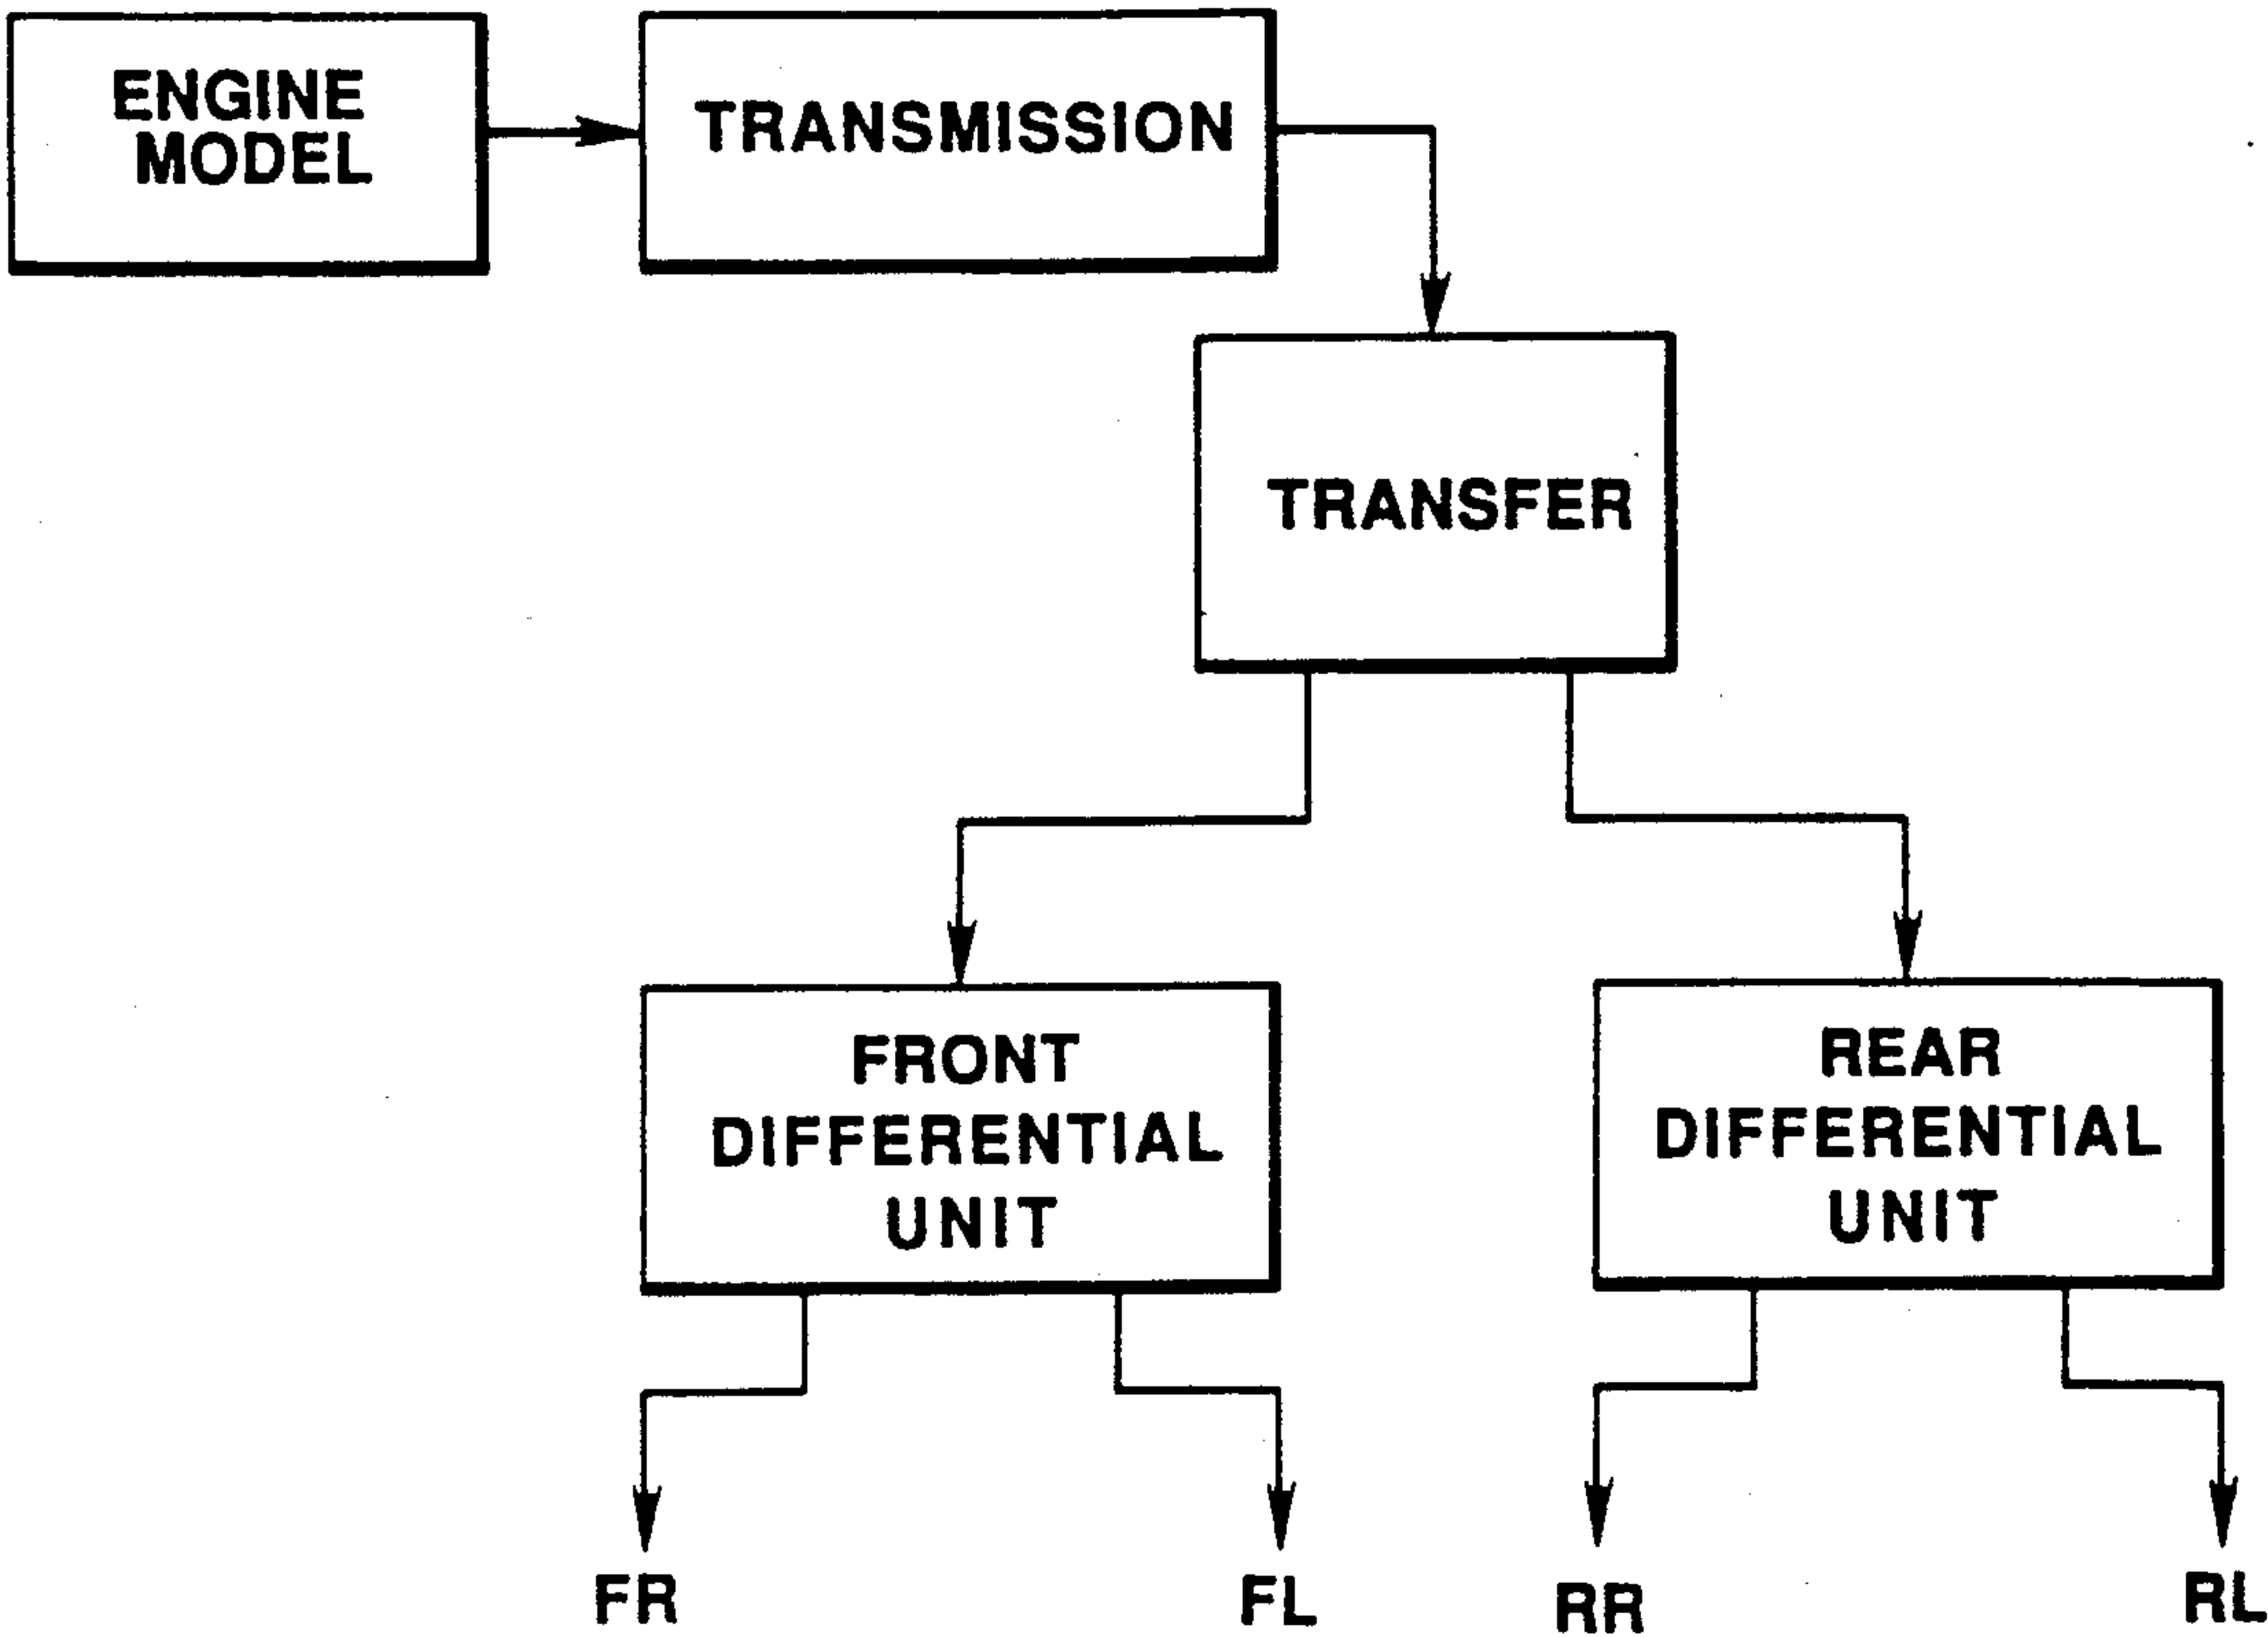 ENGINE
MODEL
TRANSMISSION
TRANSFER
FRONT
DIFFERENTIAL
UNIT
REAR
DIFFERENTIAL
UNIT
FR
FL
RR
RL